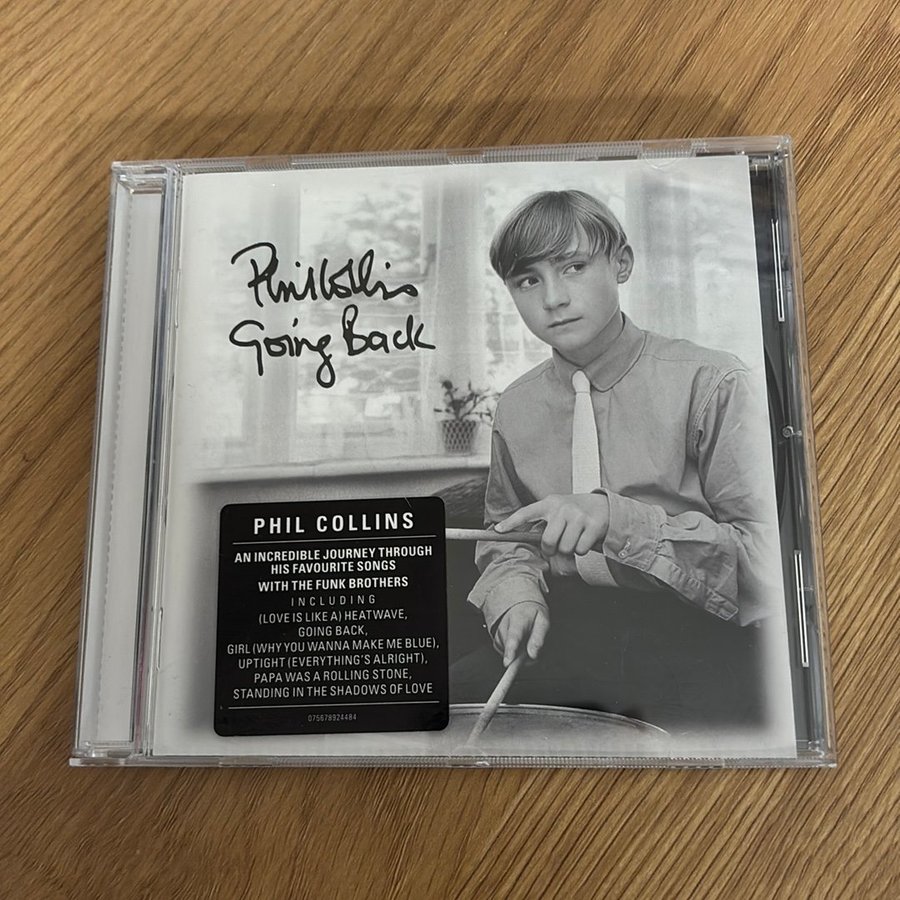 Phil Collins
Going Back
PHIL COLLINS
AN INCREDIBLE JOURNEY THROUGH
HIS FAVOURITE SONGS
WITH THE FUNK BROTHERS
INCLUDING
(LOVE IS LIKE A) HEATWAVE,
GOING BACK,
GIRL (WHY YOU WANNA MAKE ME BLUE),
UPTIGHT (EVERYTHING'S ALRIGHT),
PAPA WAS A ROLLING STONE,
STANDING IN THE SHADOWS OF LOVE
075678924484